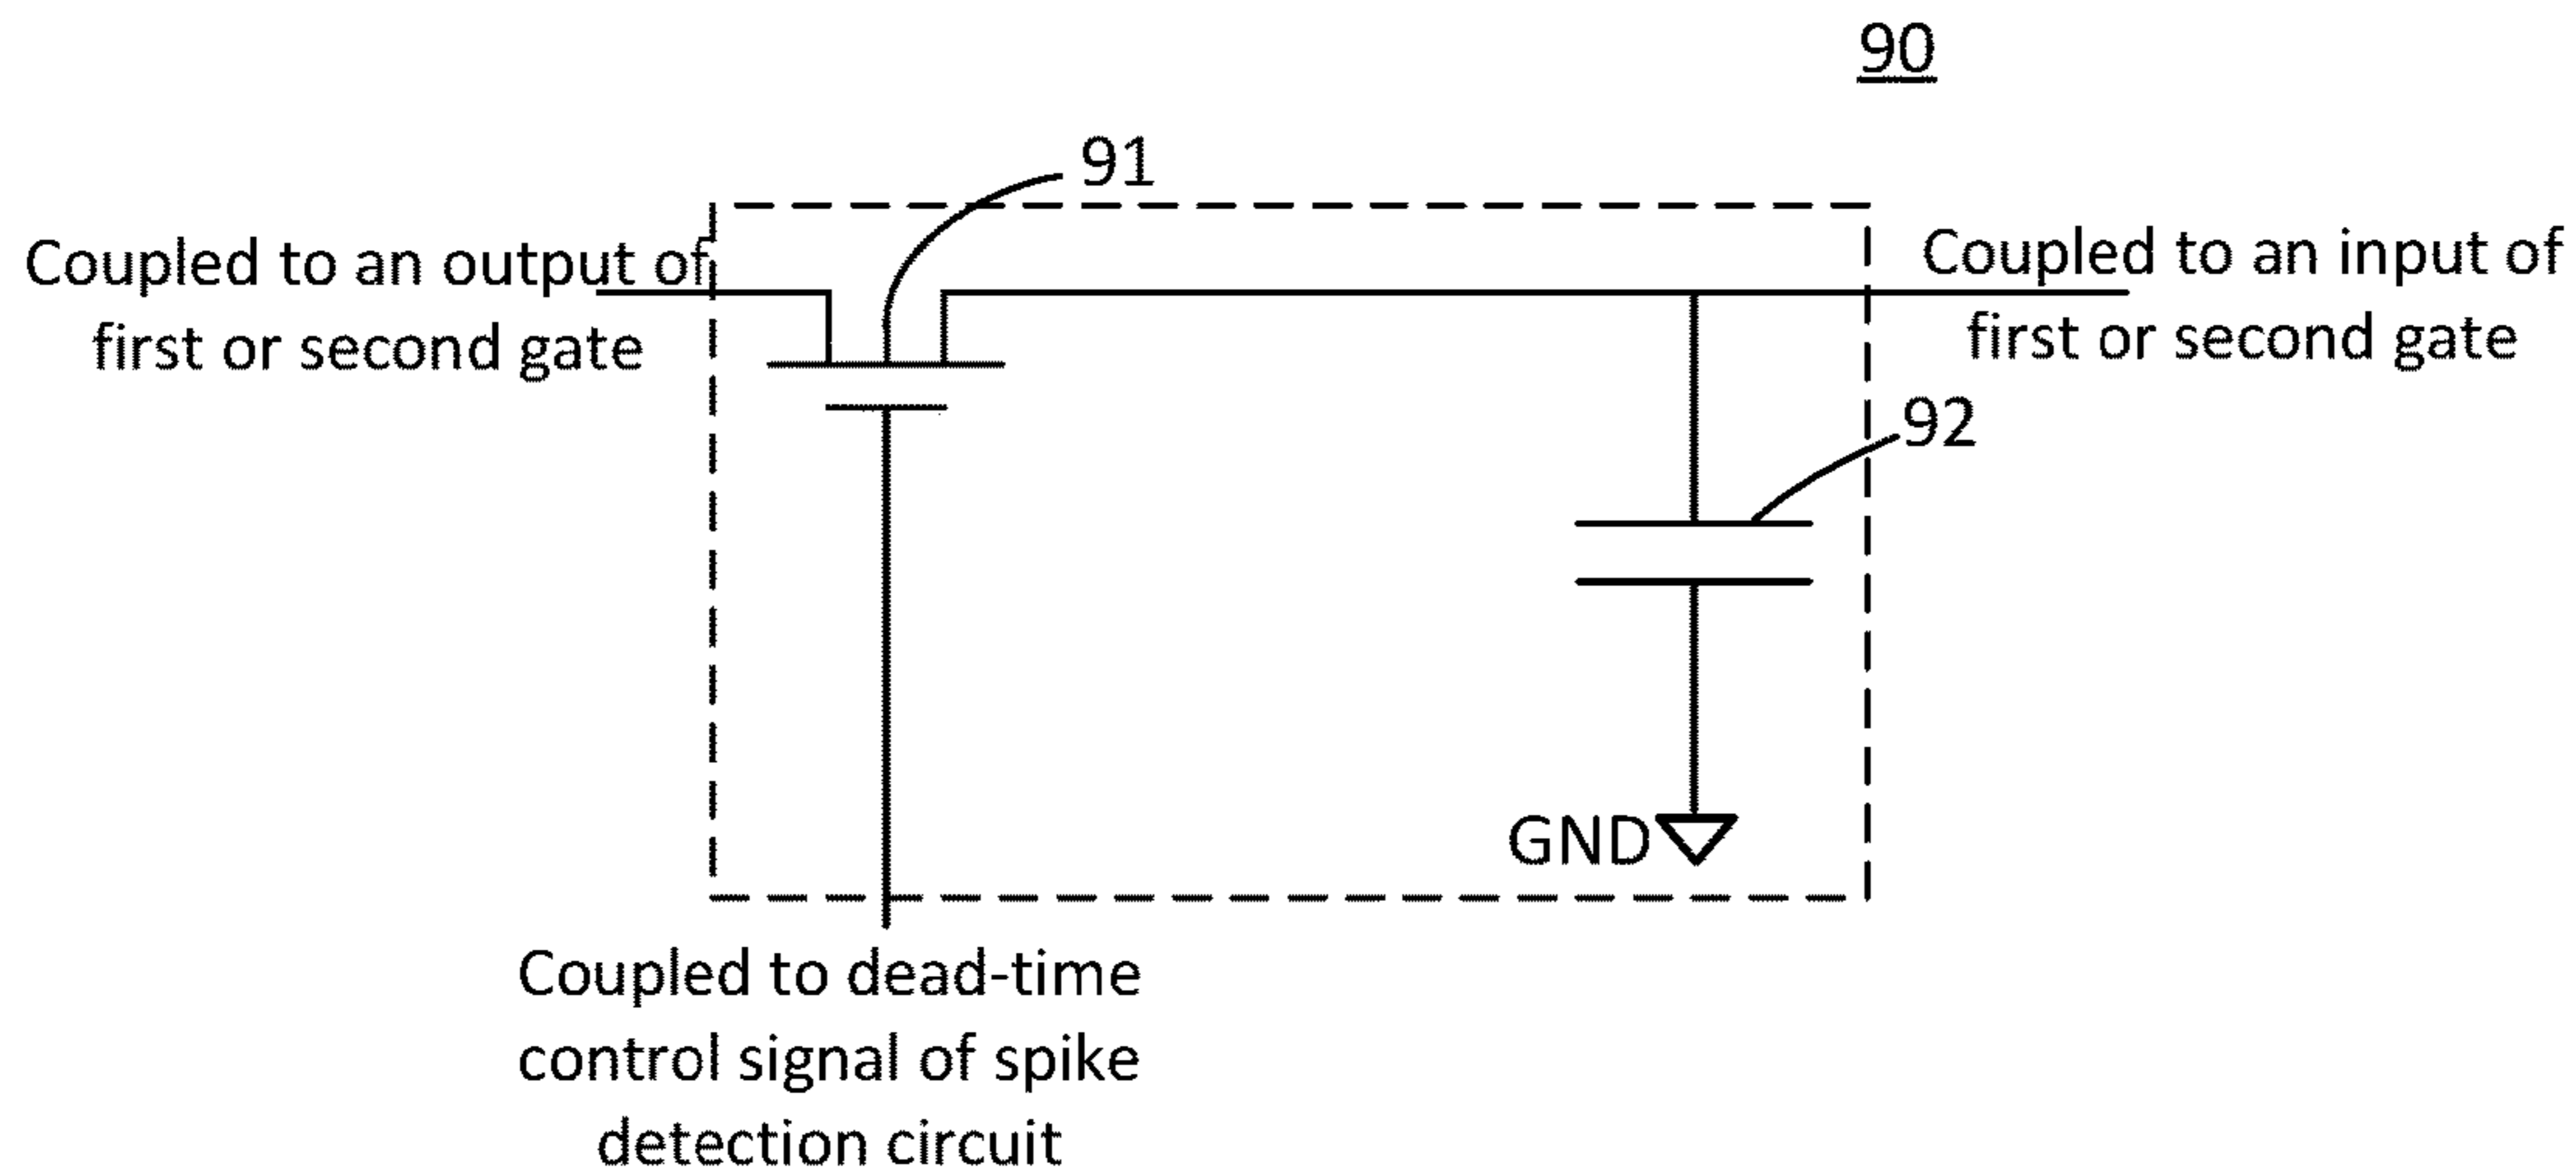 90
91
Coupled to an output of
first or second gate
Coupled to an input of
first or second gate
92
GND
Coupled to dead-time
control signal of spike
detection circuit